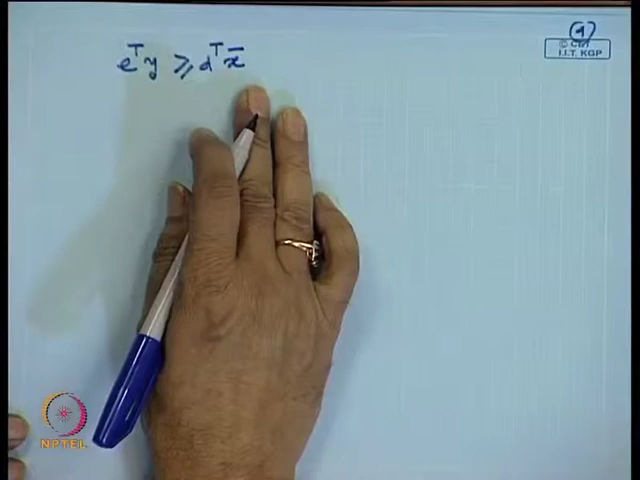 e^T y ⩾ d^T x̄
© CET
I.I.T. KGP
NPTEL